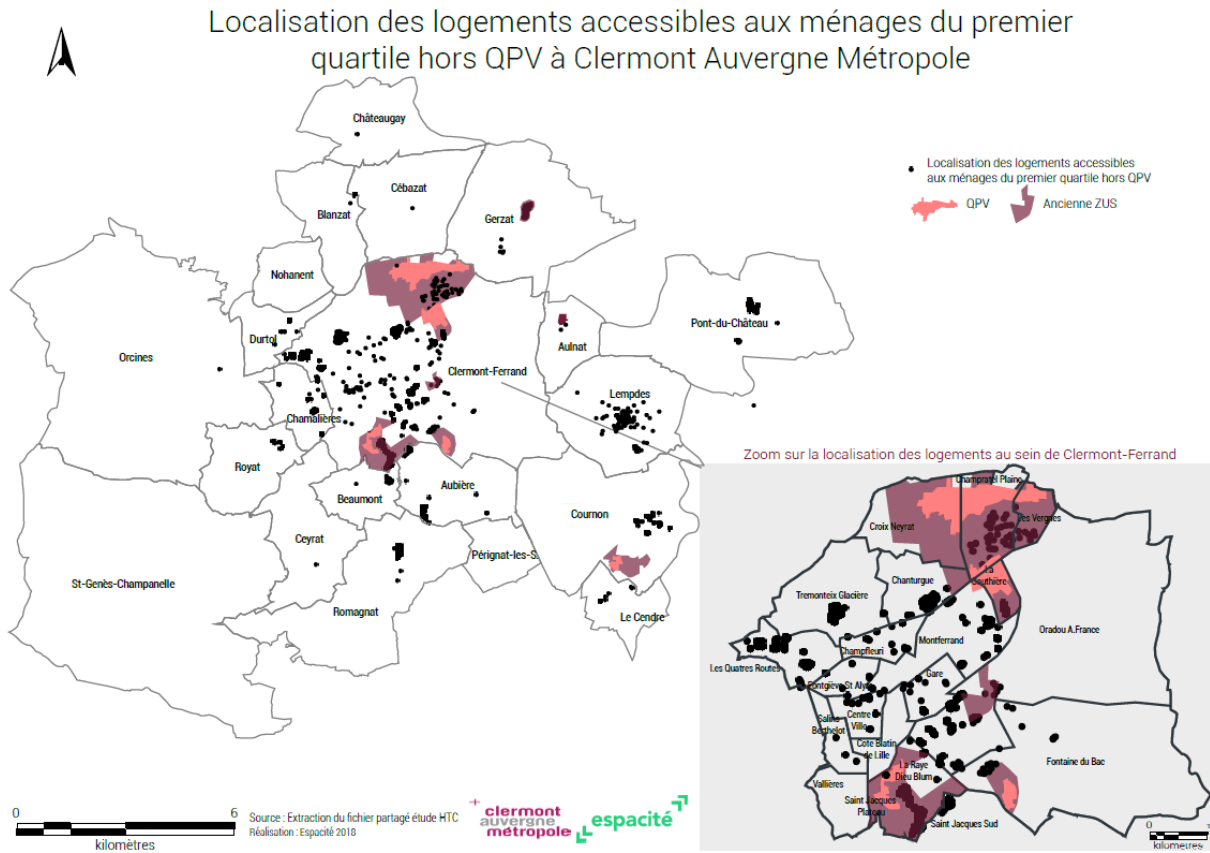 Localisation des logements accessibles aux ménages du premier
quartile hors QPV à Clermont Auvergne Métropole
Châteaugay
Localisation des logements accessibles
aux ménages du premier quartile hors QPV
QPV
Ancienne ZUS
Cébazat
Blanzat
Gerzat
Nohanent
Pont-du-Château
Durtol
Aulnat
Orcines
Clermont-Ferrand
Lempdes
Chamalières
Royat
Beaumont
Aubière
Cournon
Ceyrat
Pérignat-les-S.
St-Genès-Champanelle
Romagnat
Le Cendre
Zoom sur la localisation des logements au sein de Clermont-Ferrand
Champratel Plaine
Croix Neyrat
Les Vergnes
La
Gauthière
Chanturgue
Tremonteix Glacière
Oradou A.France
Montferrand
Champfleuri
Les Quatres Routes
Gare
Fontgiève St Alyre
Salins
Berthelot
Centre
Ville
Cote Blatin
de Lille
La Raye
Dieu Blum
Fontaine du Bac
Vallières
Saint Jacques
Plateau
Saint Jacques Sud
0
6
kilomètres
Source : Extraction du fichier partagé étude HTC
Réalisation : Espacité 2018
clermont
auvergne
métropole
espacité
0
kilometres